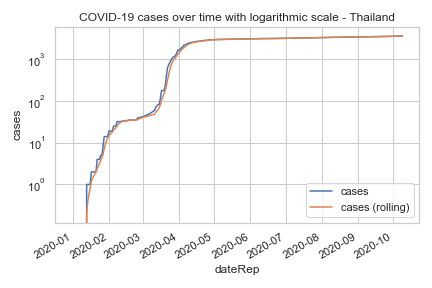 COVID-19 cases over time with logarithmic scale - Thailand
cases
10³
10²
10¹
10⁰
cases
cases (rolling)
2020-01
2020-02
2020-03
2020-04
2020-05
2020-06
2020-07
2020-08
2020-09
2020-10
dateRep